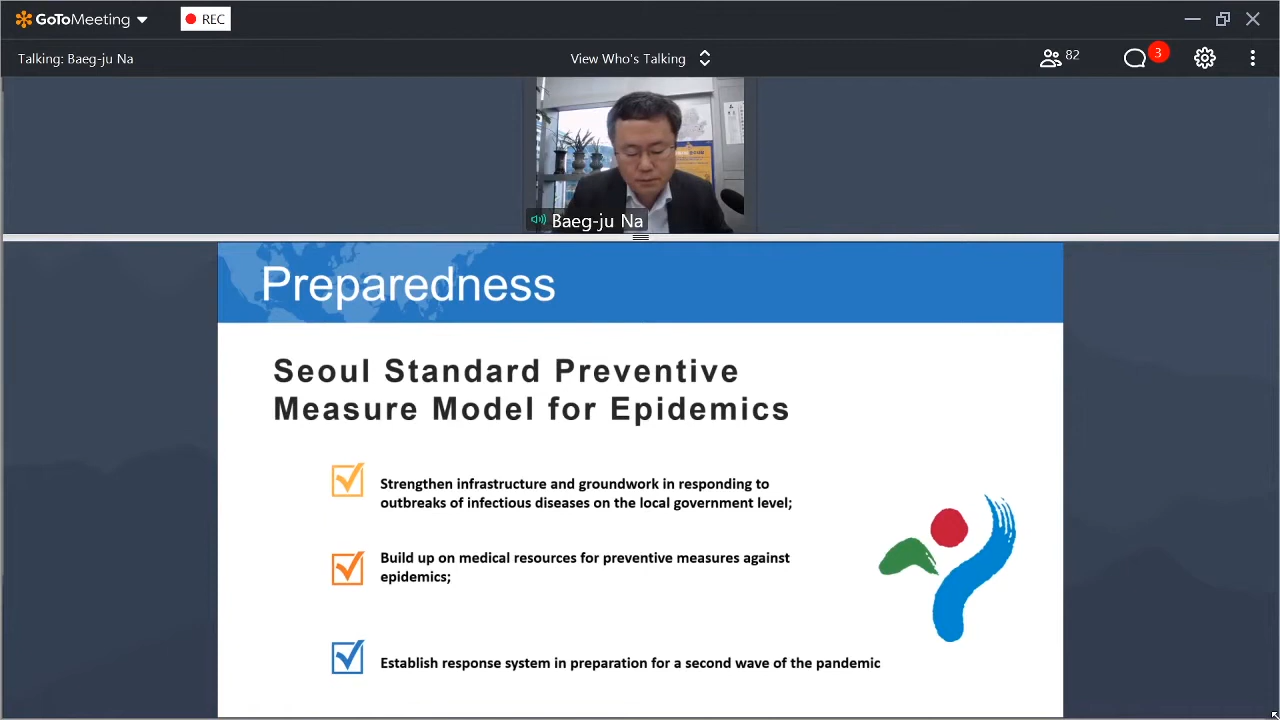 GoToMeeting
REC
Talking: Baeg-ju Na
View Who's Talking
82
3
Baeg-ju Na
Preparedness
Seoul Standard Preventive
Measure Model for Epidemics
Strengthen infrastructure and groundwork in responding to
outbreaks of infectious diseases on the local government level;
Build up on medical resources for preventive measures against
epidemics;
Establish response system in preparation for a second wave of the pandemic